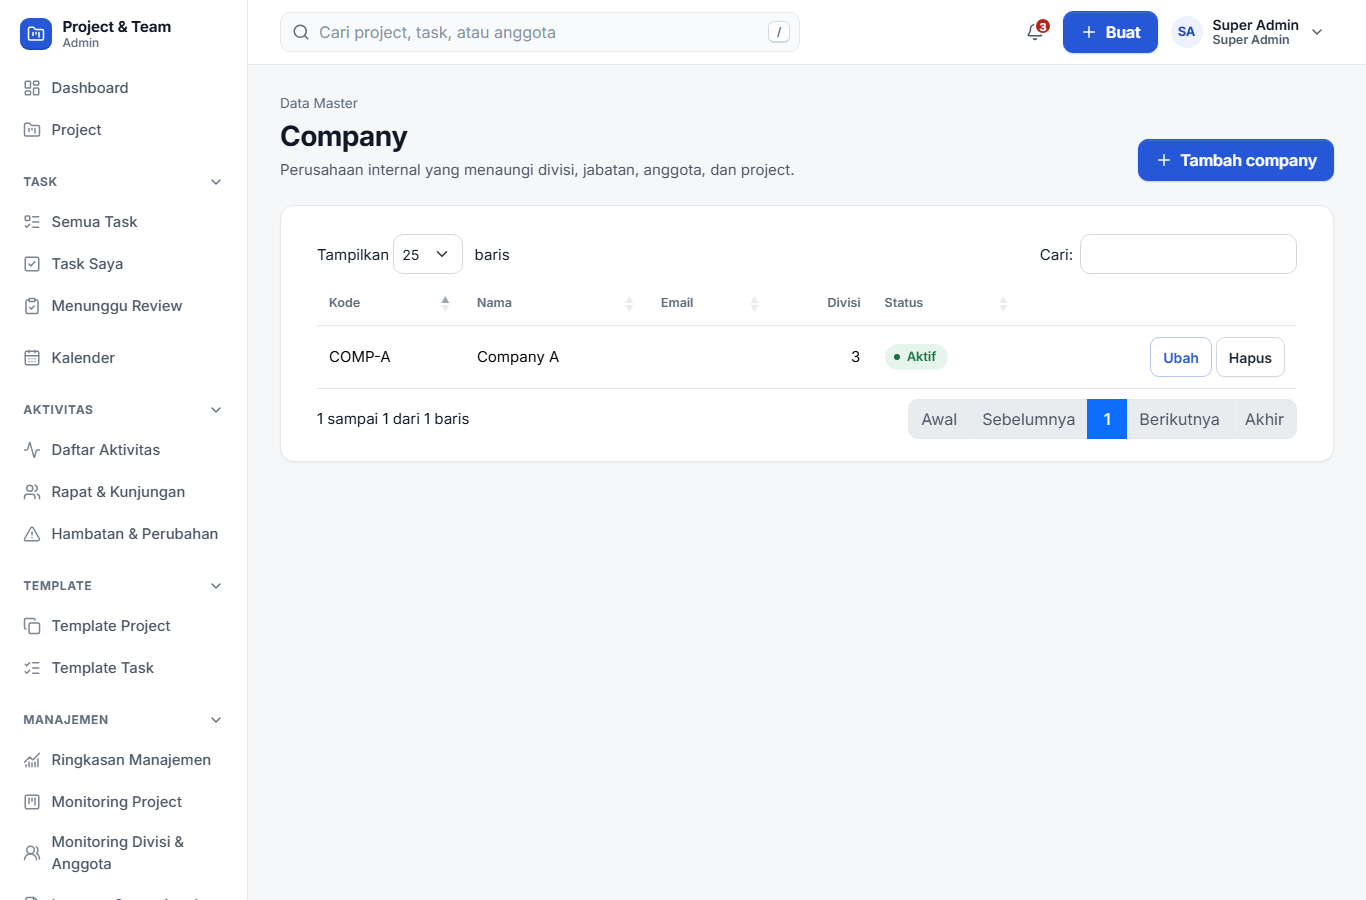 Project & Team
Admin
Dashboard
Project
TASK
Semua Task
Task Saya
Menunggu Review
Kalender
AKTIVITAS
Daftar Aktivitas
Rapat & Kunjungan
Hambatan & Perubahan
TEMPLATE
Template Project
Template Task
MANAJEMEN
Ringkasan Manajemen
Monitoring Project
Monitoring Divisi &
Anggota
Cari project, task, atau anggota /
3
+ Buat
SA
Super Admin
Super Admin
Data Master
Company
Perusahaan internal yang menaungi divisi, jabatan, anggota, dan project.
+ Tambah company
Tampilkan 25 baris
Cari:
Kode Nama Email Divisi Status
COMP-A Company A 3 Aktif Ubah Hapus
1 sampai 1 dari 1 baris
Awal Sebelumnya 1 Berikutnya Akhir